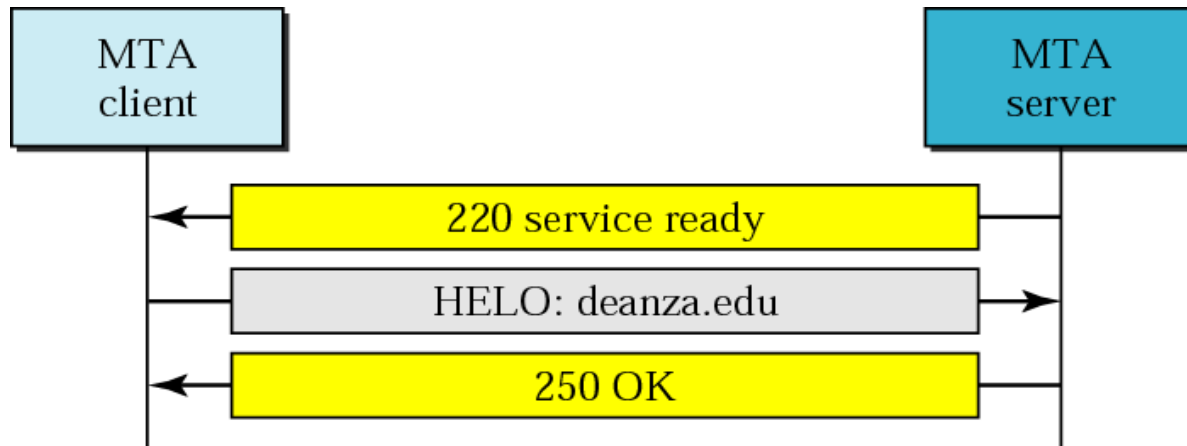 MTA
client
MTA
server
220 service ready
HELO: deanza.edu
250 OK